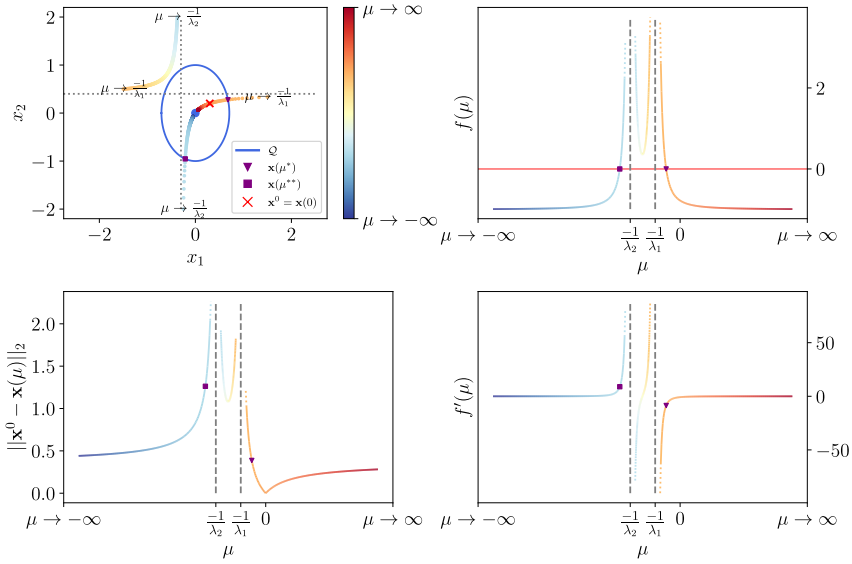 2
1
0
−1
−2
x₂
−2
0
2
x₁
μ → −1/λ₂
μ → −1/λ₁
μ → −1/λ₁
μ → −1/λ₂
𝒬
x(μ*)
x(μ**)
x⁰ = x(0)
μ → ∞
μ → −∞
f(μ)
2
0
μ → −∞
−1/λ₂
−1/λ₁
0
μ → ∞
μ
||x⁰ − x(μ)||₂
2.0
1.5
1.0
0.5
0.0
μ → −∞
−1/λ₂
−1/λ₁
0
μ → ∞
μ
f′(μ)
50
0
−50
μ → −∞
−1/λ₂
−1/λ₁
0
μ → ∞
μ